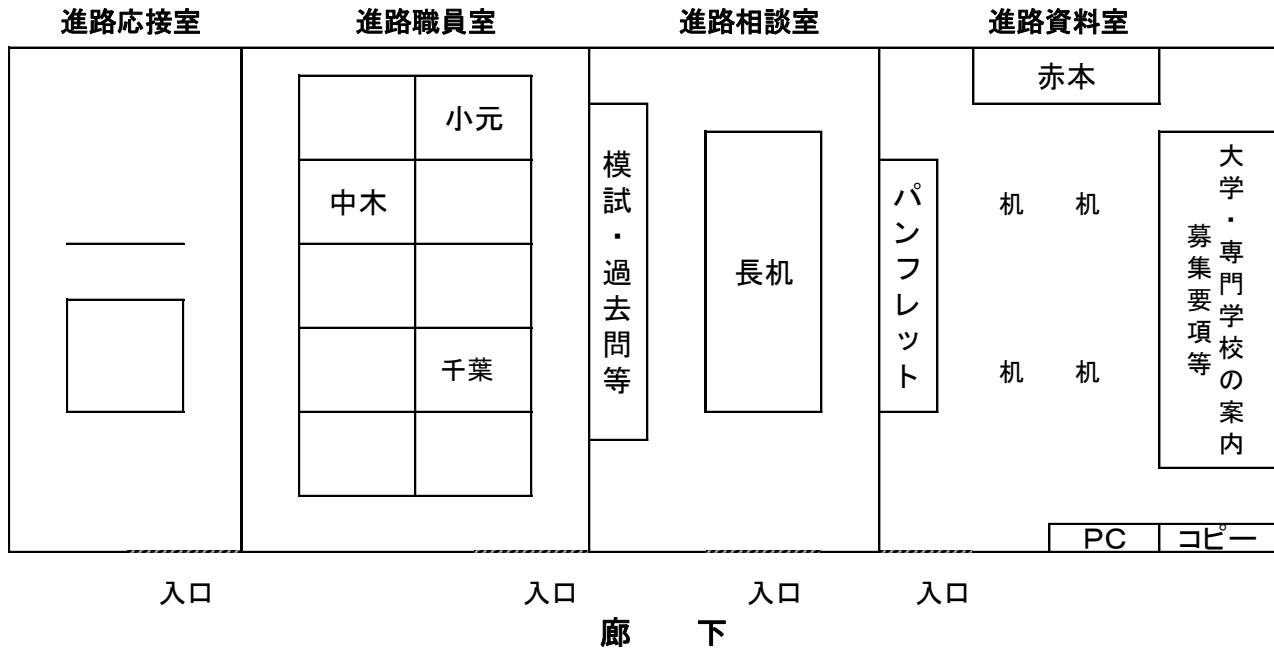 進路応接室
進路職員室
進路相談室
進路資料室
赤本
小元
中木
千葉
模試・過去問等
長机
パンフレット
机 机
机 机
大学・専門学校の案内
募集要項等
PC
コピー
入口
入口
入口
入口
廊 下